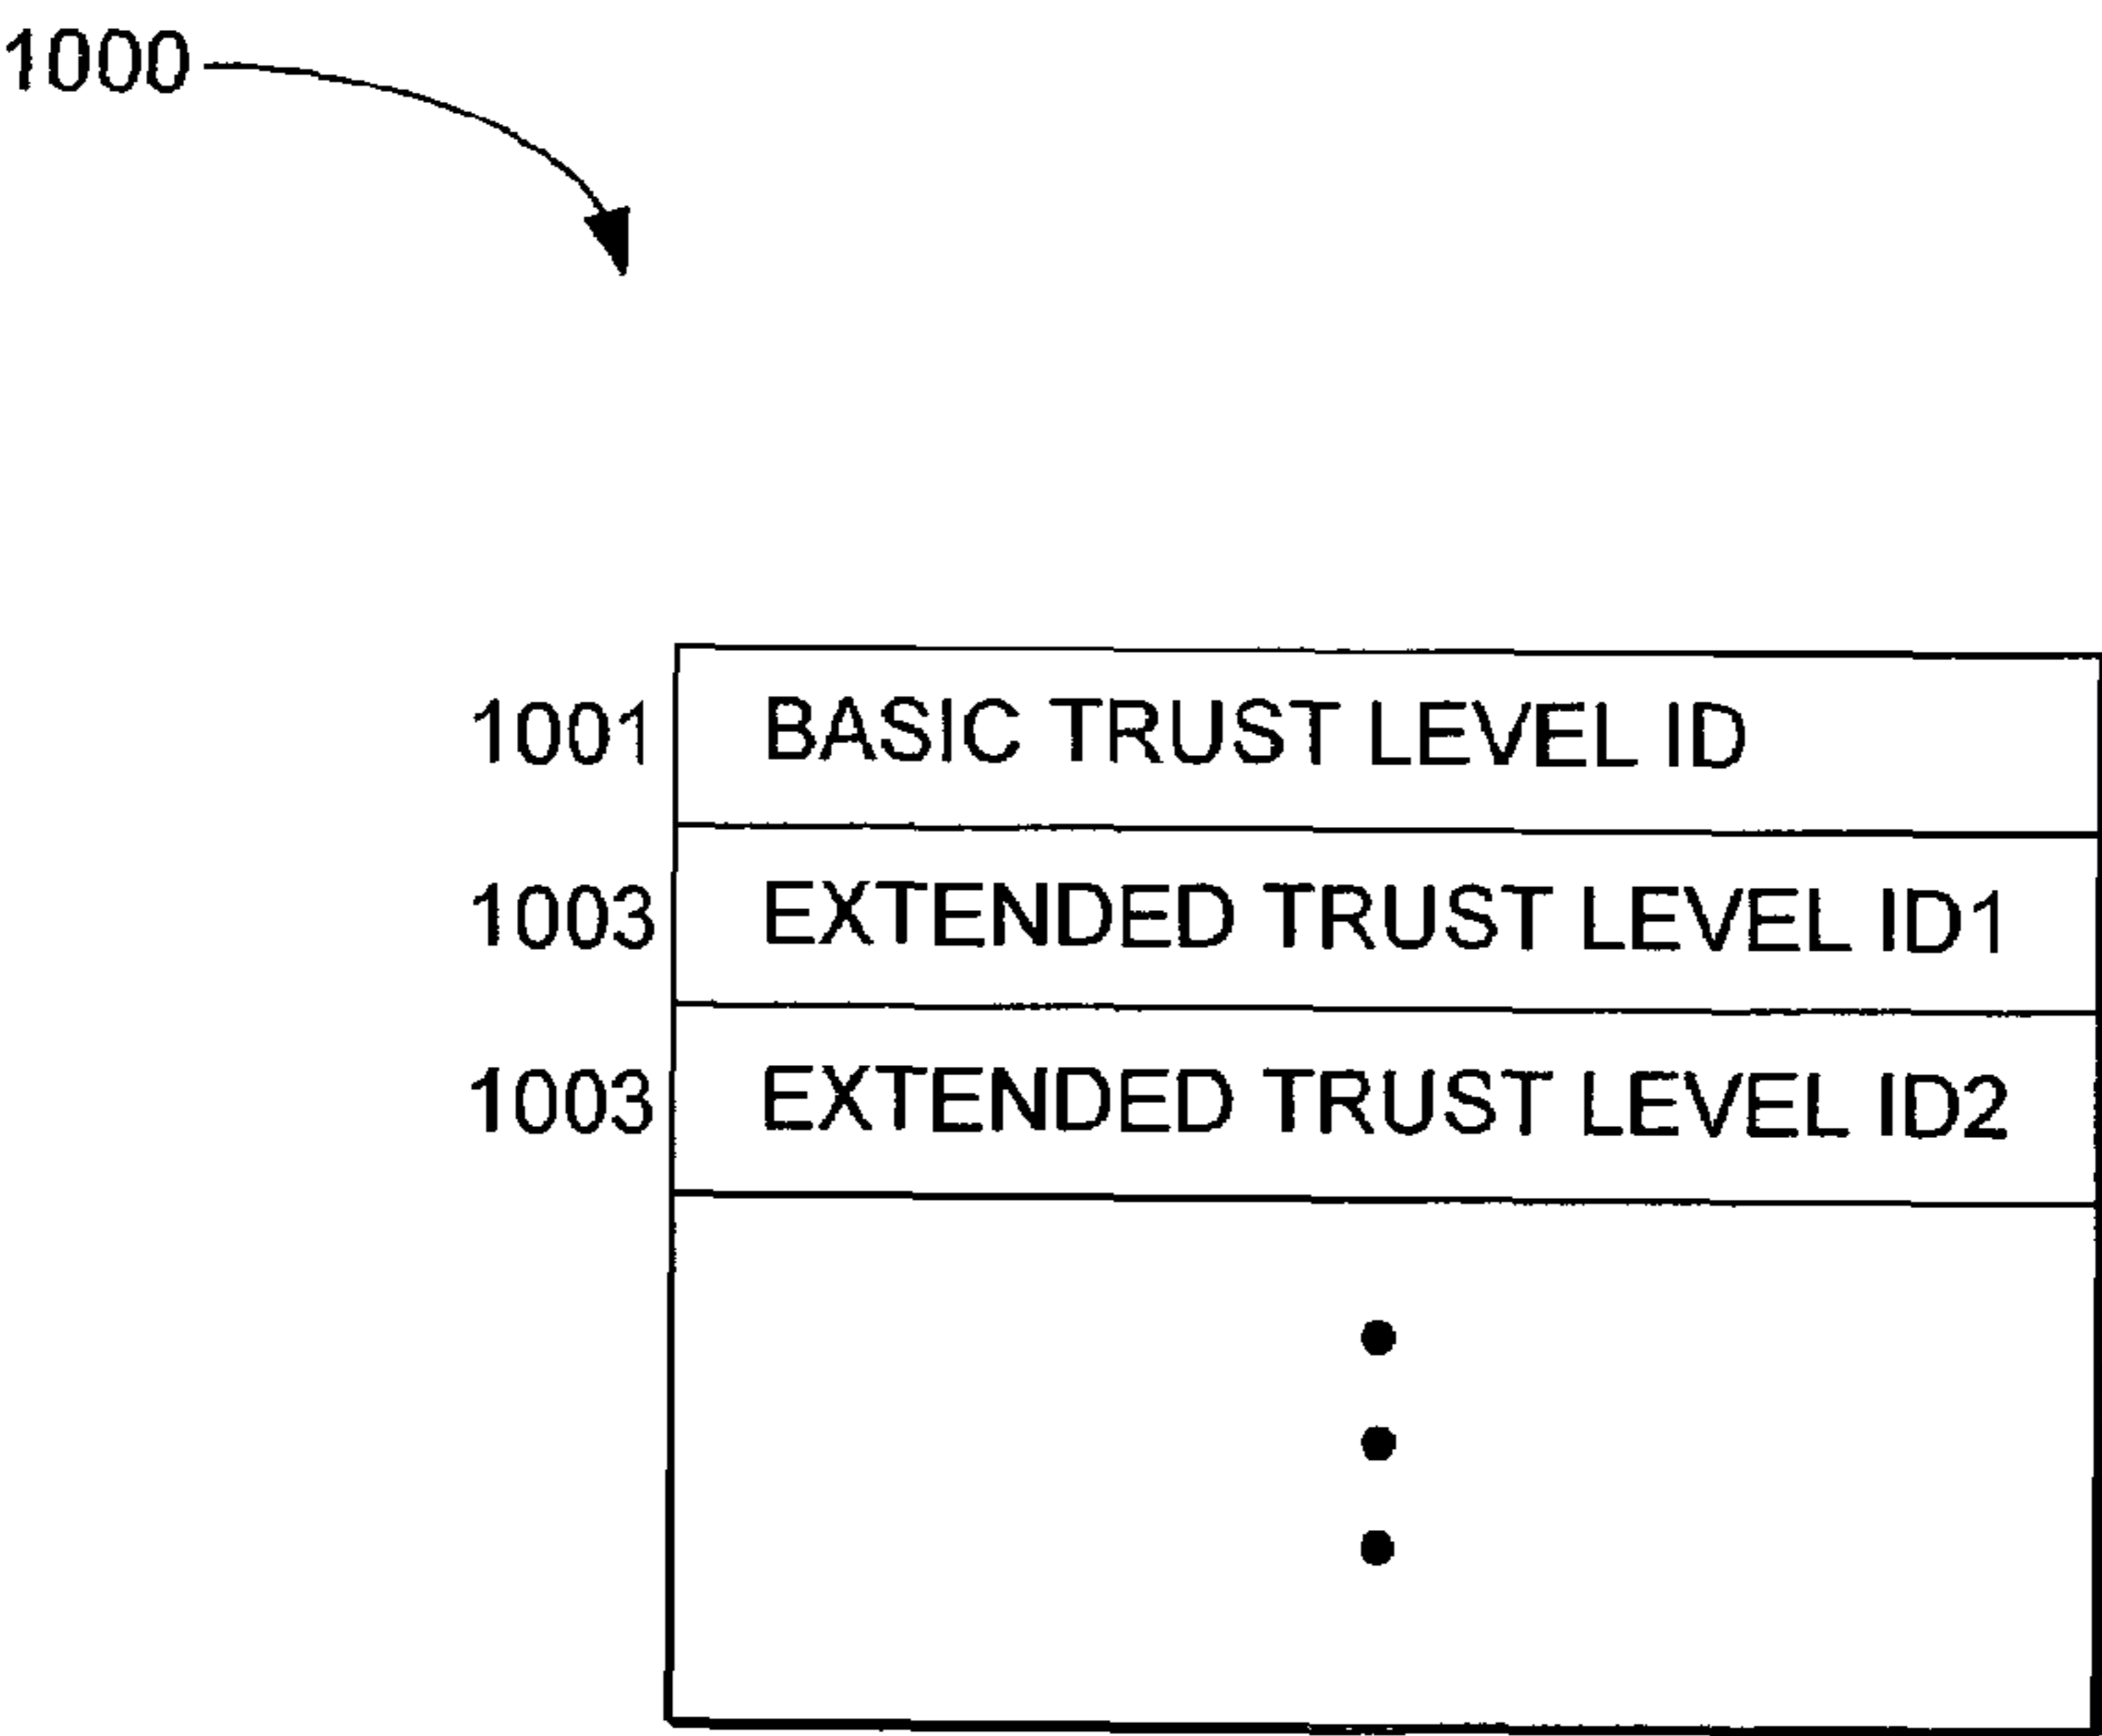 1000
1001 BASIC TRUST LEVEL ID
1003 EXTENDED TRUST LEVEL ID1
1003 EXTENDED TRUST LEVEL ID2